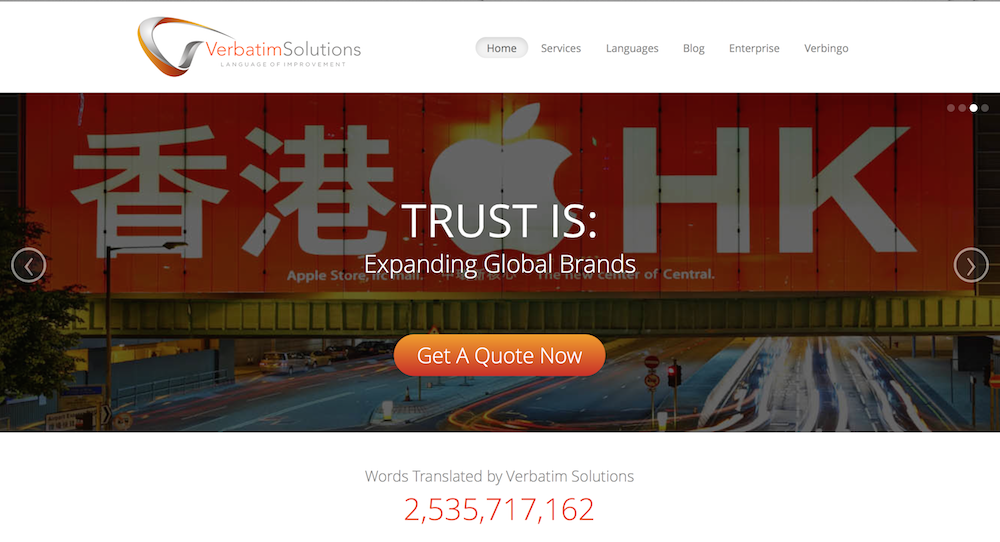 VerbatimSolutions
LANGUAGE OF IMPROVEMENT
Home
Services
Languages
Blog
Enterprise
Verbingo
香港 HK
TRUST IS:
Expanding Global Brands
Apple Store, ifc mall.
The new center of Central.
Get A Quote Now
Words Translated by Verbatim Solutions
2,535,717,162